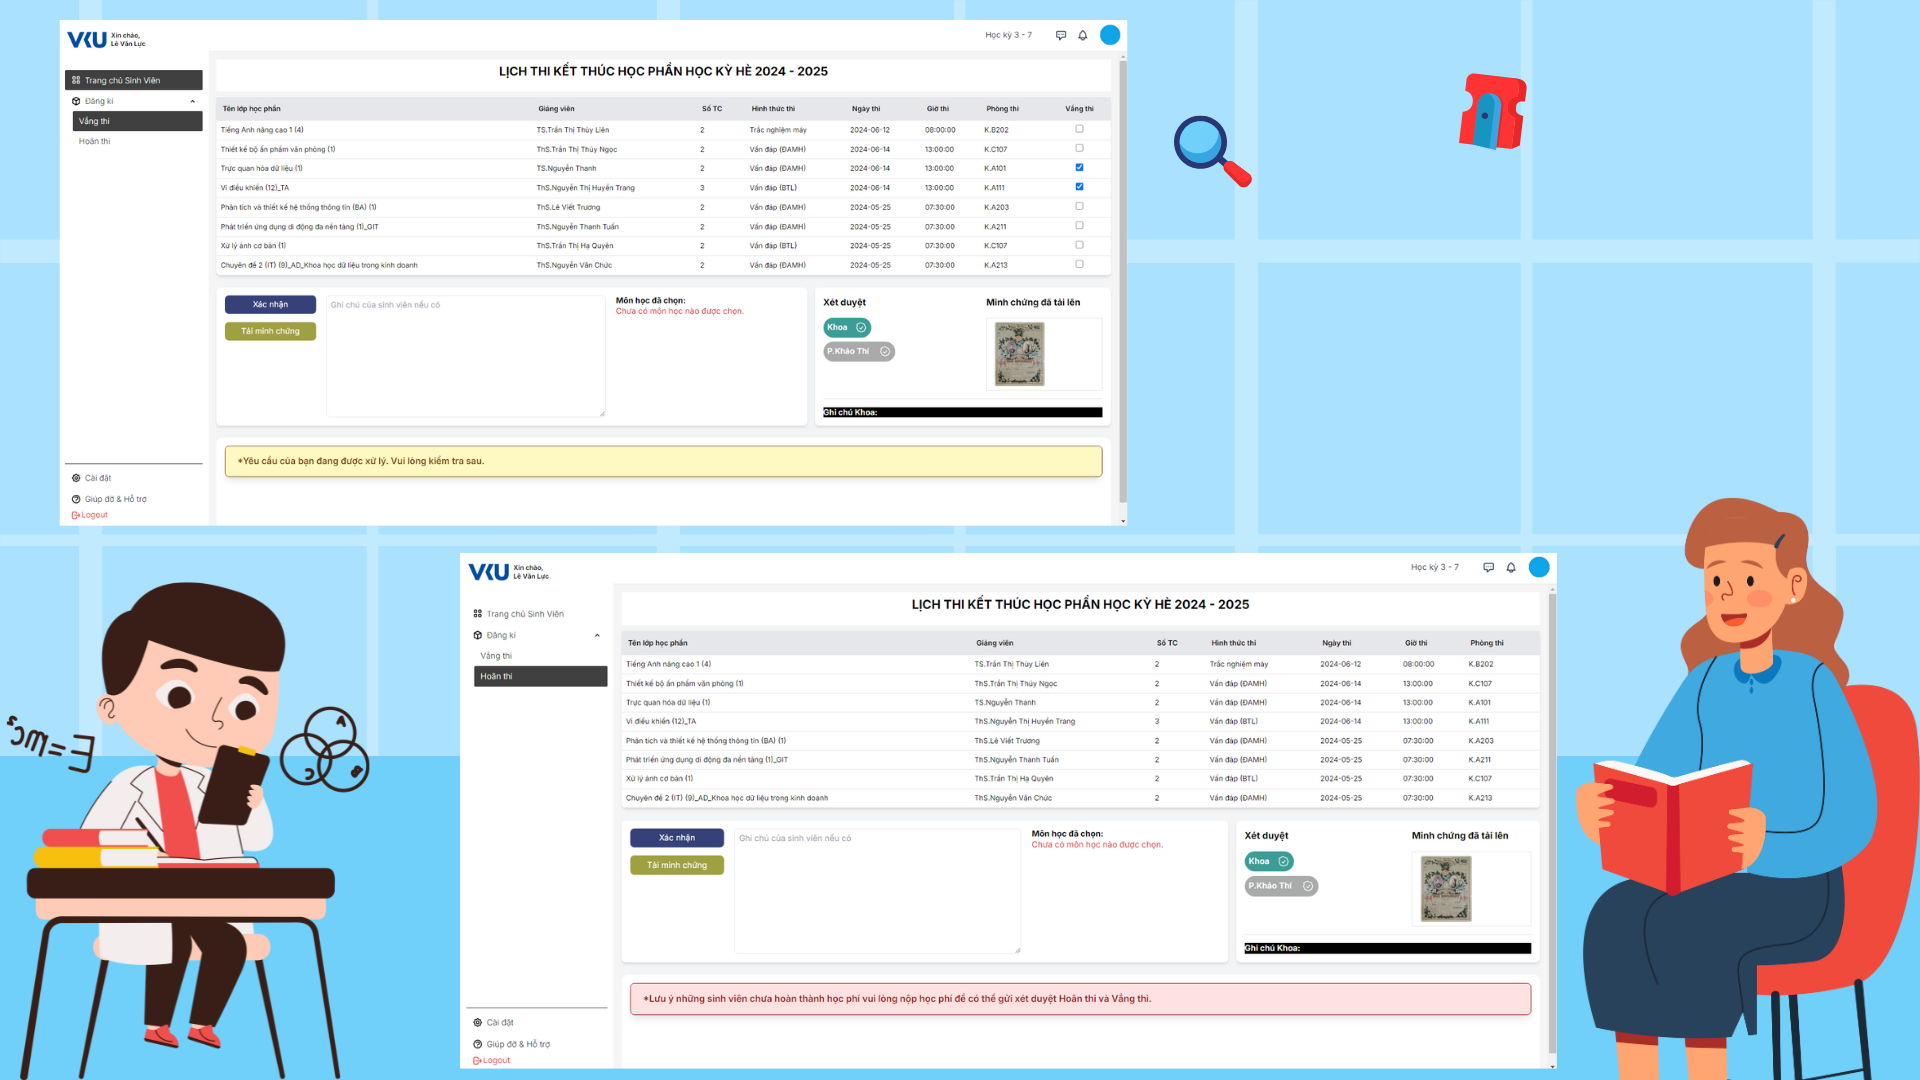 VKU Xin chào,
Lê Văn Lực
Học kỳ 3 - 7
Trang chủ Sinh Viên
Đăng kí
Vắng thi
Hoãn thi
Cài đặt
Giúp đỡ & Hỗ trợ
Logout
LỊCH THI KẾT THÚC HỌC PHẦN HỌC KỲ HÈ 2024 - 2025
Tên lớp học phần Giảng viên Số TC Hình thức thi Ngày thi Giờ thi Phòng thi Vắng thi
Tiếng Anh nâng cao 1 (4) TS.Trần Thị Thùy Liên 2 Trắc nghiệm máy 2024-06-12 08:00:00 K.B202
Thiết kế bộ ấn phẩm văn phòng (1) ThS.Trần Thị Thúy Ngọc 2 Vấn đáp (ĐAMH) 2024-06-14 13:00:00 K.C107
Trực quan hóa dữ liệu (1) TS.Nguyễn Thanh 2 Vấn đáp (ĐAMH) 2024-06-14 13:00:00 K.A101
Vi điều khiển (12)_TA ThS.Nguyễn Thị Huyền Trang 3 Vấn đáp (BTL) 2024-06-14 13:00:00 K.A111
Phân tích và thiết kế hệ thống thông tin (BA) (1) ThS.Lê Viết Trương 2 Vấn đáp (ĐAMH) 2024-05-25 07:30:00 K.A203
Phát triển ứng dụng di động đa nền tảng (1)_GIT ThS.Nguyễn Thanh Tuấn 2 Vấn đáp (ĐAMH) 2024-05-25 07:30:00 K.A211
Xử lý ảnh cơ bản (1) ThS.Trần Thị Hạ Quyên 2 Vấn đáp (BTL) 2024-05-25 07:30:00 K.C107
Chuyên đề 2 (IT) (9)_AD_Khoa học dữ liệu trong kinh doanh ThS.Nguyễn Văn Chức 2 Vấn đáp (ĐAMH) 2024-05-25 07:30:00 K.A213
Xác nhận
Tải minh chứng
Ghi chú của sinh viên nếu có
Môn học đã chọn:
Chưa có môn học nào được chọn.
Xét duyệt
Khoa
P.Khảo Thí
Minh chứng đã tải lên
Ghi chú Khoa:
*Yêu cầu của bạn đang được xử lý. Vui lòng kiểm tra sau.
VKU Xin chào,
Lê Văn Lực
Học kỳ 3 - 7
Trang chủ Sinh Viên
Đăng kí
Vắng thi
Hoãn thi
Cài đặt
Giúp đỡ & Hỗ trợ
Logout
LỊCH THI KẾT THÚC HỌC PHẦN HỌC KỲ HÈ 2024 - 2025
Tên lớp học phần Giảng viên Số TC Hình thức thi Ngày thi Giờ thi Phòng thi
Tiếng Anh nâng cao 1 (4) TS.Trần Thị Thùy Liên 2 Trắc nghiệm máy 2024-06-12 08:00:00 K.B202
Thiết kế bộ ấn phẩm văn phòng (1) ThS.Trần Thị Thúy Ngọc 2 Vấn đáp (ĐAMH) 2024-06-14 13:00:00 K.C107
Trực quan hóa dữ liệu (1) TS.Nguyễn Thanh 2 Vấn đáp (ĐAMH) 2024-06-14 13:00:00 K.A101
Vi điều khiển (12)_TA ThS.Nguyễn Thị Huyền Trang 3 Vấn đáp (BTL) 2024-06-14 13:00:00 K.A111
Phân tích và thiết kế hệ thống thông tin (BA) (1) ThS.Lê Viết Trương 2 Vấn đáp (ĐAMH) 2024-05-25 07:30:00 K.A203
Phát triển ứng dụng di động đa nền tảng (1)_GIT ThS.Nguyễn Thanh Tuấn 2 Vấn đáp (ĐAMH) 2024-05-25 07:30:00 K.A211
Xử lý ảnh cơ bản (1) ThS.Trần Thị Hạ Quyên 2 Vấn đáp (BTL) 2024-05-25 07:30:00 K.C107
Chuyên đề 2 (IT) (9)_AD_Khoa học dữ liệu trong kinh doanh ThS.Nguyễn Văn Chức 2 Vấn đáp (ĐAMH) 2024-05-25 07:30:00 K.A213
Xác nhận
Tải minh chứng
Ghi chú của sinh viên nếu có
Môn học đã chọn:
Chưa có môn học nào được chọn.
Xét duyệt
Khoa
P.Khảo Thí
Minh chứng đã tải lên
Ghi chú Khoa:
*Lưu ý những sinh viên chưa hoàn thành học phí vui lòng nộp học phí để có thể gửi xét duyệt Hoãn thi và Vắng thi.
E=mc²
A
B
C